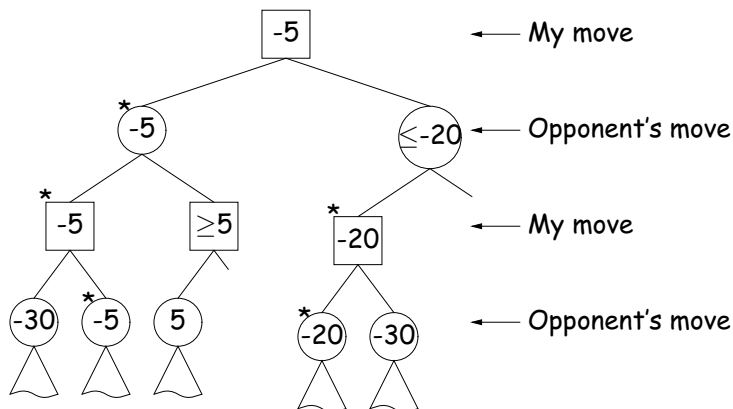 -5 My move
* -5 ≤-20 Opponent's move
* -5 ≥5 * -20 My move
-30 * -5 5 * -20 -30 Opponent's move